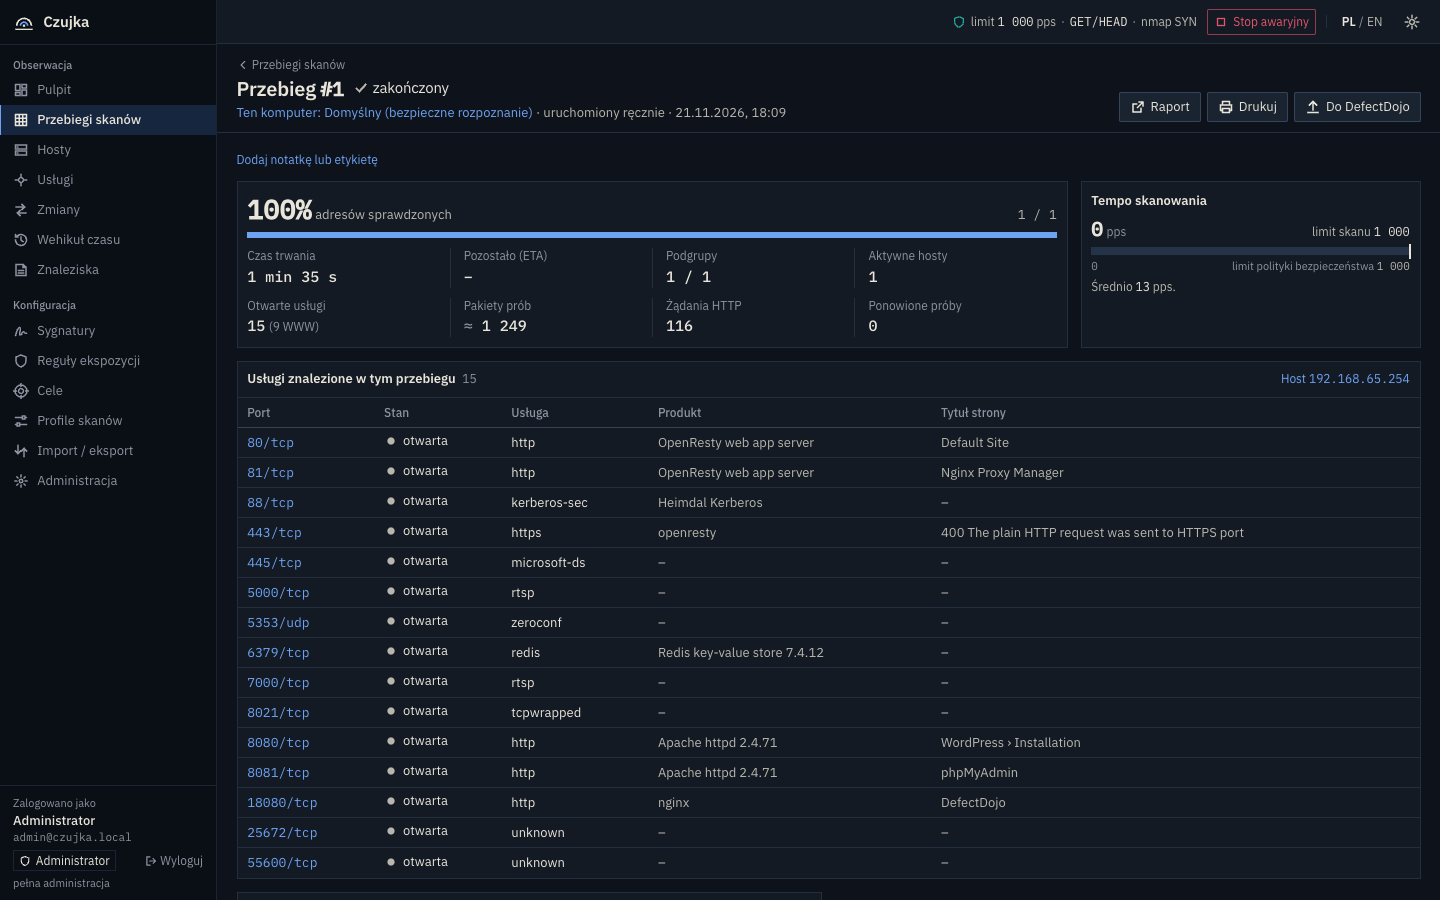 Czujka
limit 1 000 pps · GET/HEAD · nmap SYN
Stop awaryjny
PL / EN
Obserwacja
Pulpit
Przebiegi skanów
Hosty
Usługi
Zmiany
Wehikuł czasu
Znaleziska
Konfiguracja
Sygnatury
Reguły ekspozycji
Cele
Profile skanów
Import / eksport
Administracja
Zalogowano jako
Administrator
admin@czujka.local
Administrator
Wyloguj
pełna administracja
Przebiegi skanów
Przebieg #1 zakończony
Ten komputer: Domyślny (bezpieczne rozpoznanie) · uruchomiony ręcznie · 21.11.2026, 18:09
Raport
Drukuj
Do DefectDojo
Dodaj notatkę lub etykietę
100% adresów sprawdzonych 1 / 1
Czas trwania Pozostało (ETA) Podgrupy Aktywne hosty
1 min 35 s – 1 / 1 1
Otwarte usługi Pakiety prób Żądania HTTP Ponowione próby
15 (9 WWW) ≈ 1 249 116 0
Tempo skanowania
0 pps limit skanu 1 000
0 limit polityki bezpieczeństwa 1 000
Średnio 13 pps.
Usługi znalezione w tym przebiegu 15 Host 192.168.65.254
Port Stan Usługa Produkt Tytuł strony
80/tcp otwarta http OpenResty web app server Default Site
81/tcp otwarta http OpenResty web app server Nginx Proxy Manager
88/tcp otwarta kerberos-sec Heimdal Kerberos –
443/tcp otwarta https openresty 400 The plain HTTP request was sent to HTTPS port
445/tcp otwarta microsoft-ds – –
5000/tcp otwarta rtsp – –
5353/udp otwarta zeroconf – –
6379/tcp otwarta redis Redis key-value store 7.4.12 –
7000/tcp otwarta rtsp – –
8021/tcp otwarta tcpwrapped – –
8080/tcp otwarta http Apache httpd 2.4.71 WordPress › Installation
8081/tcp otwarta http Apache httpd 2.4.71 phpMyAdmin
18080/tcp otwarta http nginx DefectDojo
25672/tcp otwarta unknown – –
55600/tcp otwarta unknown – –